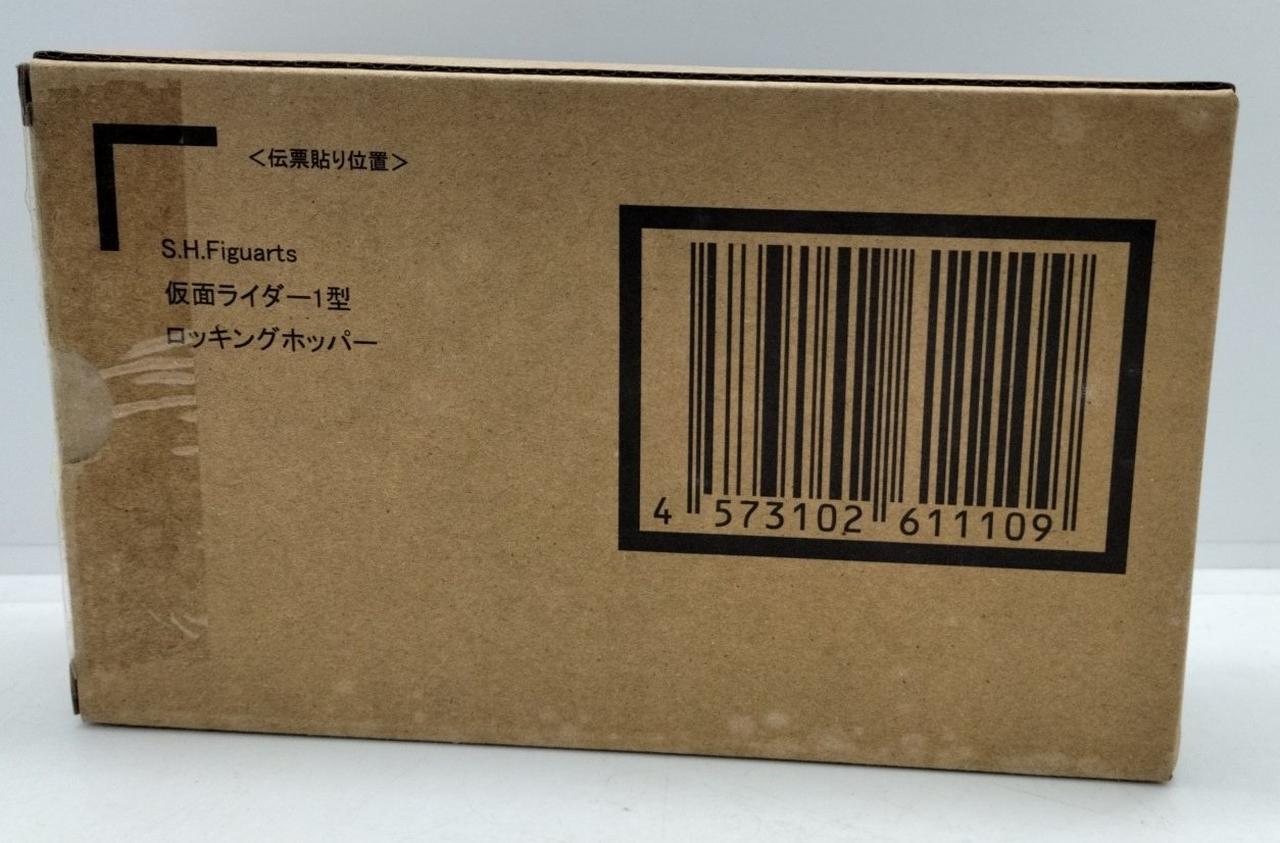 ＜伝票貼り位置＞
S.H.Figuarts
仮面ライダー1型
ロッキングホッパー
4 573102 611109